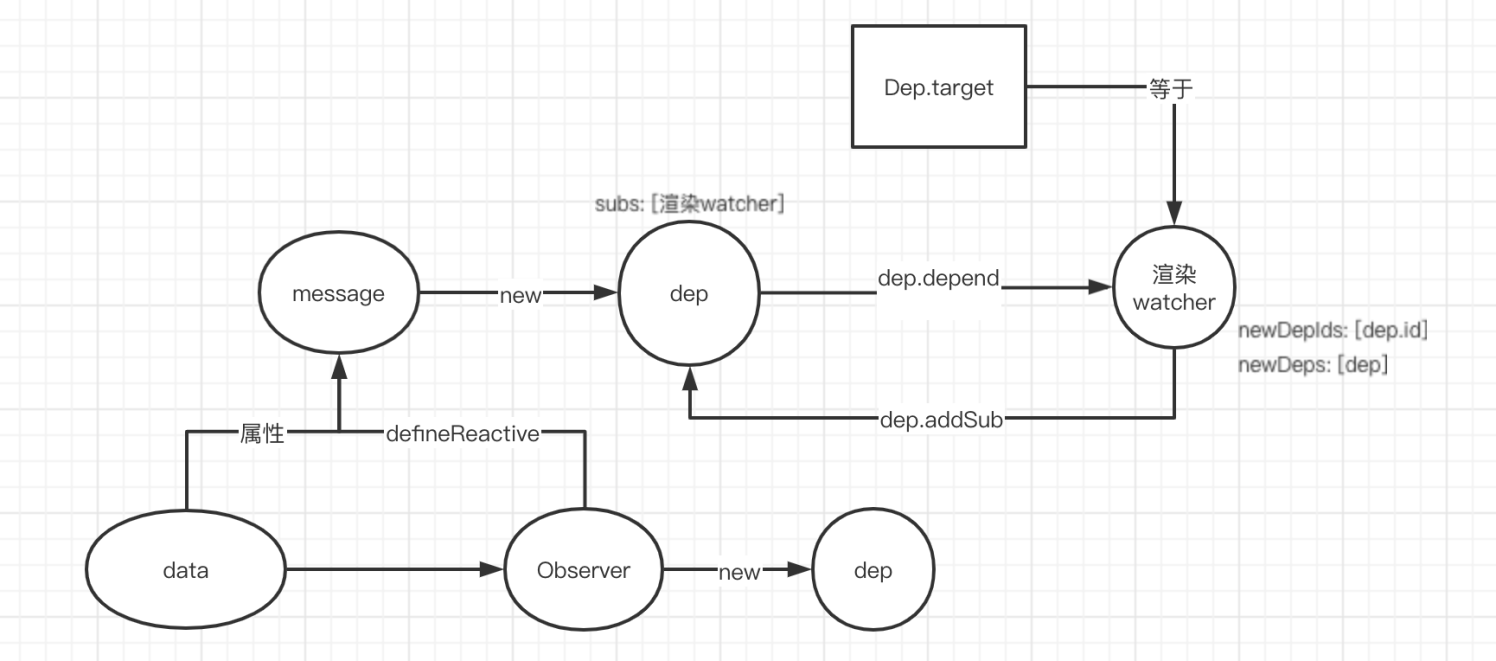 Dep.target
等于
subs: [渲染watcher]
message
new
dep
dep.depend
渲染
watcher
newDepIds: [dep.id]
newDeps: [dep]
dep.addSub
属性
defineReactive
data
Observer
new
dep